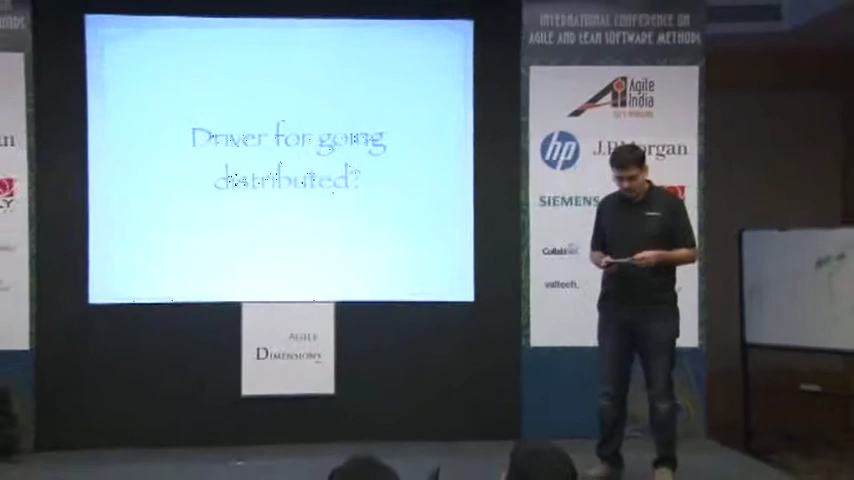 Driver for going
distributed?
INTERNATIONAL CONFERENCE ON
AGILE AND LEAN SOFTWARE METHODS
Agile
India
hp
J.P.Morgan
SIEMENS
CollabNet
valtech
AGILE
DIMENSIONS